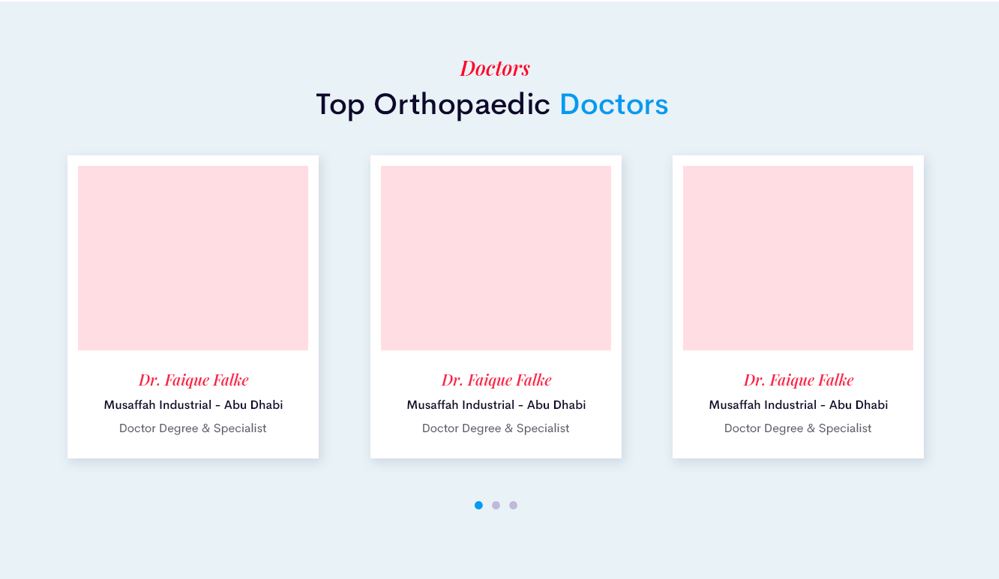 Doctors
Top Orthopaedic Doctors
Dr. Faique Falke
Musaffah Industrial - Abu Dhabi
Doctor Degree & Specialist
Dr. Faique Falke
Musaffah Industrial - Abu Dhabi
Doctor Degree & Specialist
Dr. Faique Falke
Musaffah Industrial - Abu Dhabi
Doctor Degree & Specialist